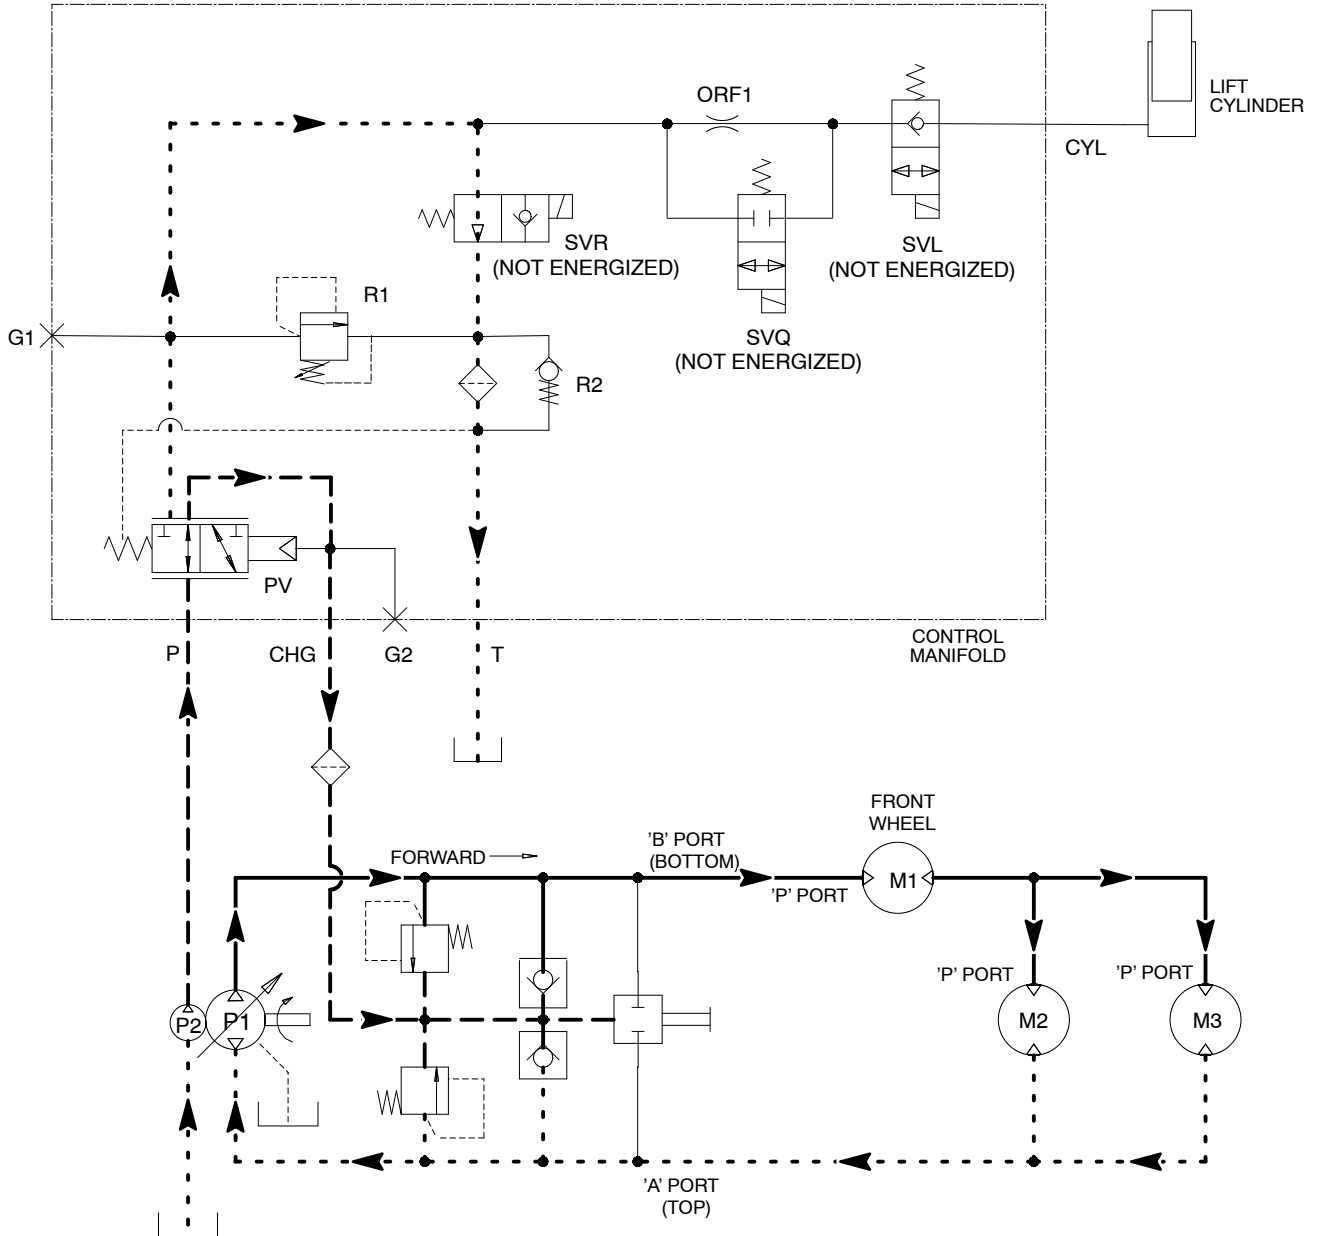 ORF1
LIFT
CYLINDER
CYL
SVR
(NOT ENERGIZED)
SVL
(NOT ENERGIZED)
R1
G1
SVQ
(NOT ENERGIZED)
R2
PV
CONTROL
MANIFOLD
P
CHG
G2
T
FRONT
WHEEL
'B' PORT
(BOTTOM)
FORWARD
M1
'P' PORT
'P' PORT
'P' PORT
P2
P1
M2
M3
'A' PORT
(TOP)